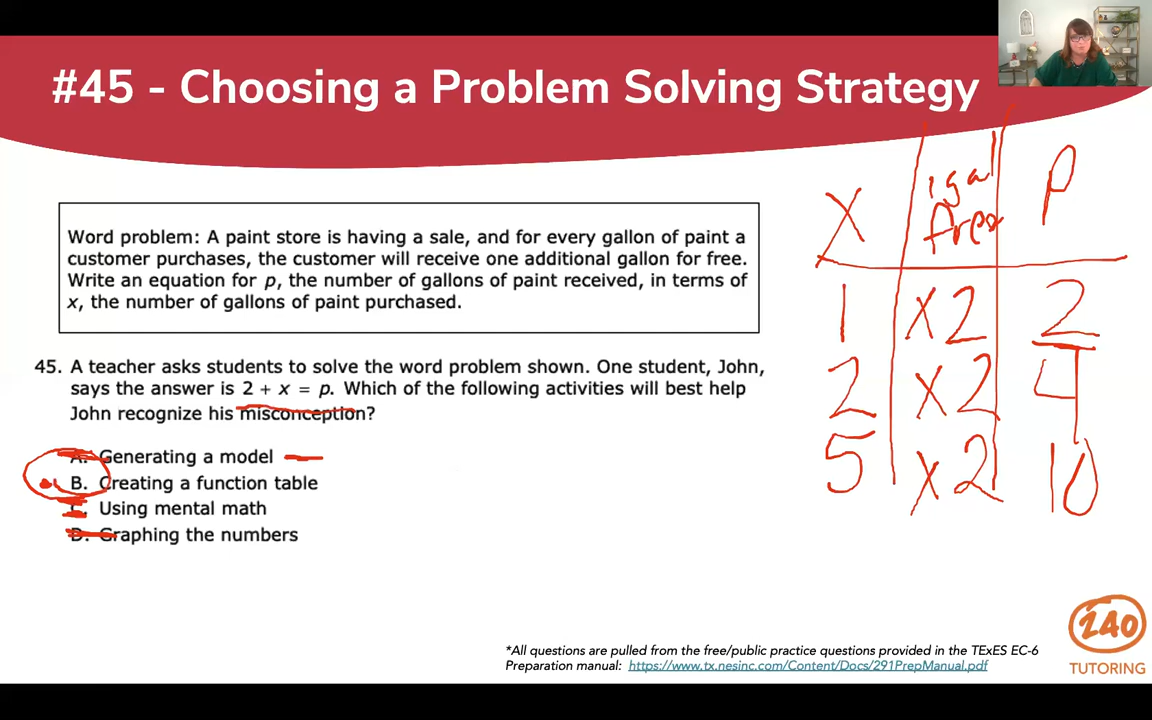 #45 - Choosing a Problem Solving Strategy
Word problem: A paint store is having a sale, and for every gallon of paint a
customer purchases, the customer will receive one additional gallon for free.
Write an equation for p, the number of gallons of paint received, in terms of
x, the number of gallons of paint purchased.
45. A teacher asks students to solve the word problem shown. One student, John,
says the answer is 2 + x = p. Which of the following activities will best help
John recognize his misconception?
A. Generating a model
B. Creating a function table
C. Using mental math
D. Graphing the numbers
X 1 gal P
free
1 x2 2
2 x2 4
5 x2 10
*All questions are pulled from the free/public practice questions provided in the TExES EC-6
Preparation manual: https://www.tx.nesinc.com/Content/Docs/291PrepManual.pdf
240
TUTORING